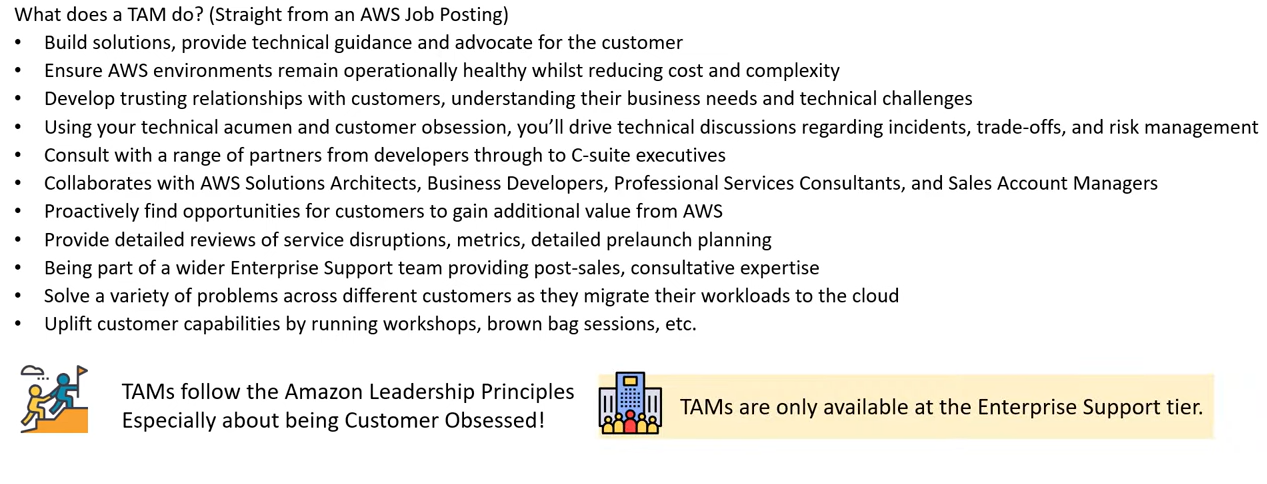 What does a TAM do? (Straight from an AWS Job Posting)
• Build solutions, provide technical guidance and advocate for the customer
• Ensure AWS environments remain operationally healthy whilst reducing cost and complexity
• Develop trusting relationships with customers, understanding their business needs and technical challenges
• Using your technical acumen and customer obsession, you’ll drive technical discussions regarding incidents, trade-offs, and risk management
• Consult with a range of partners from developers through to C-suite executives
• Collaborates with AWS Solutions Architects, Business Developers, Professional Services Consultants, and Sales Account Managers
• Proactively find opportunities for customers to gain additional value from AWS
• Provide detailed reviews of service disruptions, metrics, detailed prelaunch planning
• Being part of a wider Enterprise Support team providing post-sales, consultative expertise
• Solve a variety of problems across different customers as they migrate their workloads to the cloud
• Uplift customer capabilities by running workshops, brown bag sessions, etc.
TAMs follow the Amazon Leadership Principles
Especially about being Customer Obsessed!
TAMs are only available at the Enterprise Support tier.